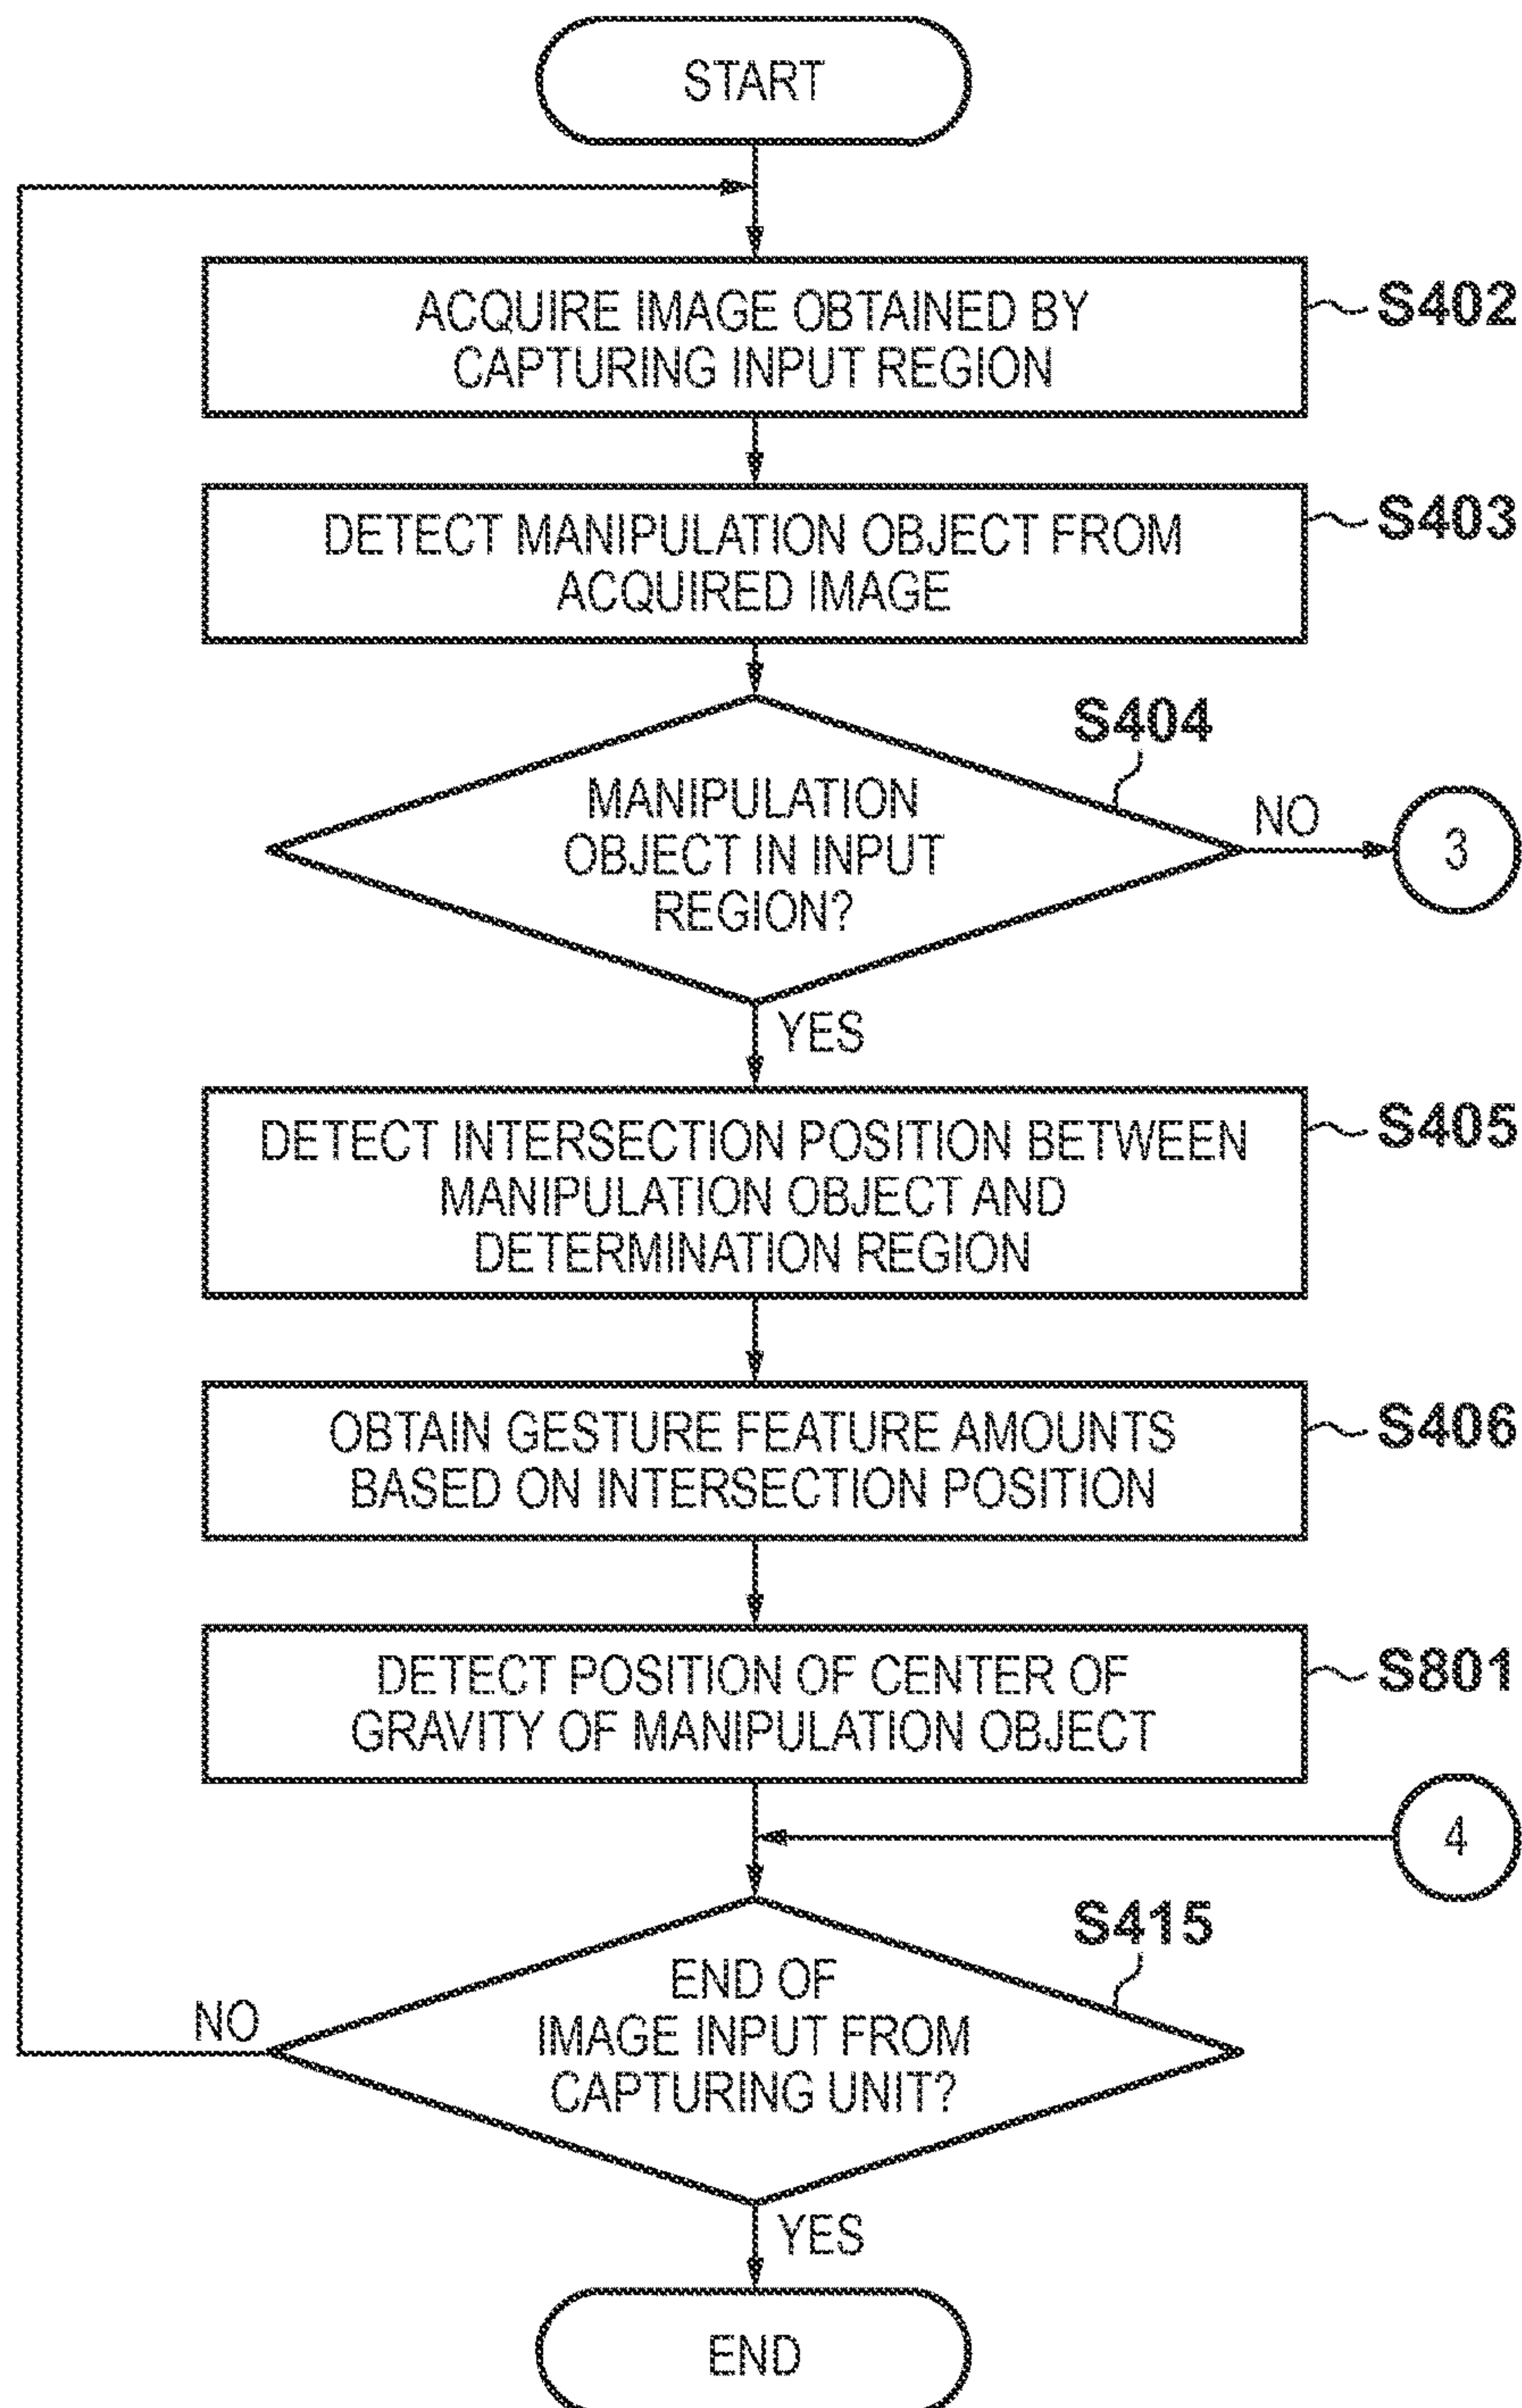 START
ACQUIRE IMAGE OBTAINED BY
CAPTURING INPUT REGION
S402
DETECT MANIPULATION OBJECT FROM
ACQUIRED IMAGE
S403
S404
MANIPULATION
OBJECT IN INPUT
REGION?
NO
3
YES
DETECT INTERSECTION POSITION BETWEEN
MANIPULATION OBJECT AND
DETERMINATION REGION
S405
OBTAIN GESTURE FEATURE AMOUNTS
BASED ON INTERSECTION POSITION
S406
DETECT POSITION OF CENTER OF
GRAVITY OF MANIPULATION OBJECT
S801
4
S415
END OF
IMAGE INPUT FROM
CAPTURING UNIT?
NO
YES
END